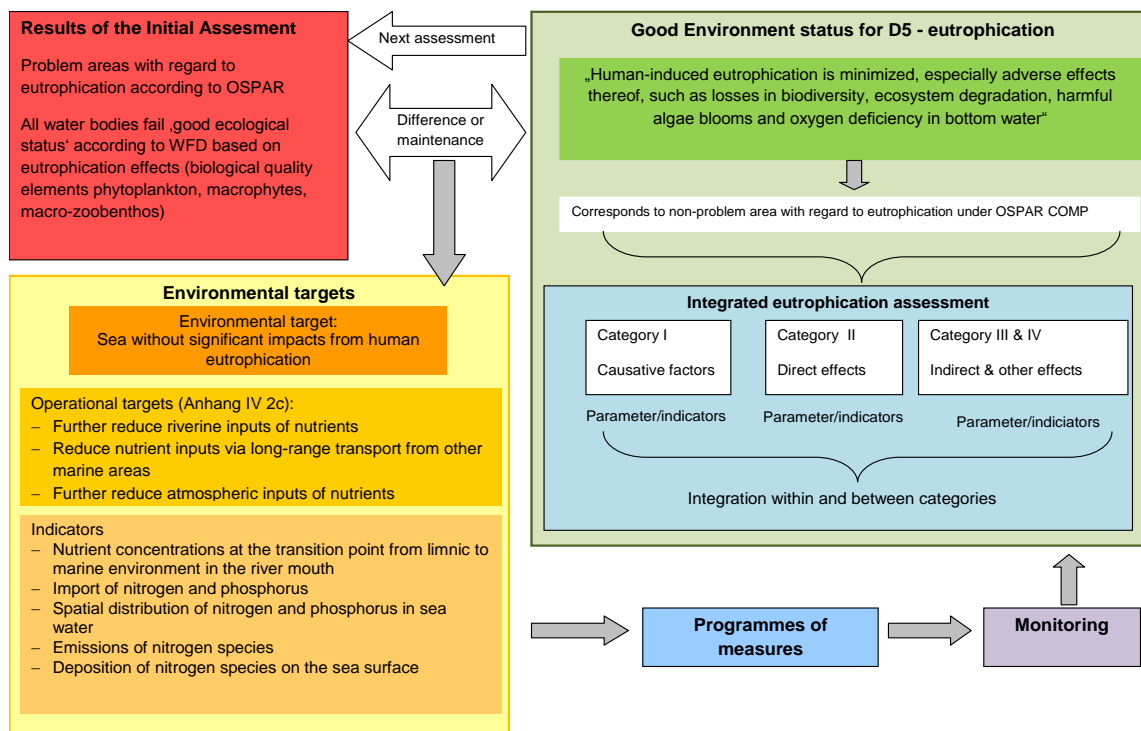 Results of the Initial Assesment
Problem areas with regard to
eutrophication according to OSPAR
All water bodies fail ‚good ecological
status‘ according to WFD based on
eutrophication effects (biological quality
elements phytoplankton, macrophytes,
macro-zoobenthos)
Next assessment
Difference or
maintenance
Good Environment status for D5 - eutrophication
„Human-induced eutrophication is minimized, especially adverse effects
thereof, such as losses in biodiversity, ecosystem degradation, harmful
algae blooms and oxygen deficiency in bottom water“
Corresponds to non-problem area with regard to eutrophication under OSPAR COMP
Integrated eutrophication assessment
Category I
Causative factors
Category II
Direct effects
Category III & IV
Indirect & other effects
Parameter/indicators
Parameter/indicators
Parameter/indiciators
Integration within and between categories
Environmental targets
Environmental target:
Sea without significant impacts from human
eutrophication
Operational targets (Anhang IV 2c):
– Further reduce riverine inputs of nutrients
– Reduce nutrient inputs via long-range transport from other
marine areas
– Further reduce atmospheric inputs of nutrients
Indicators
– Nutrient concentrations at the transition point from limnic to
marine environment in the river mouth
– Import of nitrogen and phosphorus
– Spatial distribution of nitrogen and phosphorus in sea
water
– Emissions of nitrogen species
– Deposition of nitrogen species on the sea surface
Programmes of
measures
Monitoring